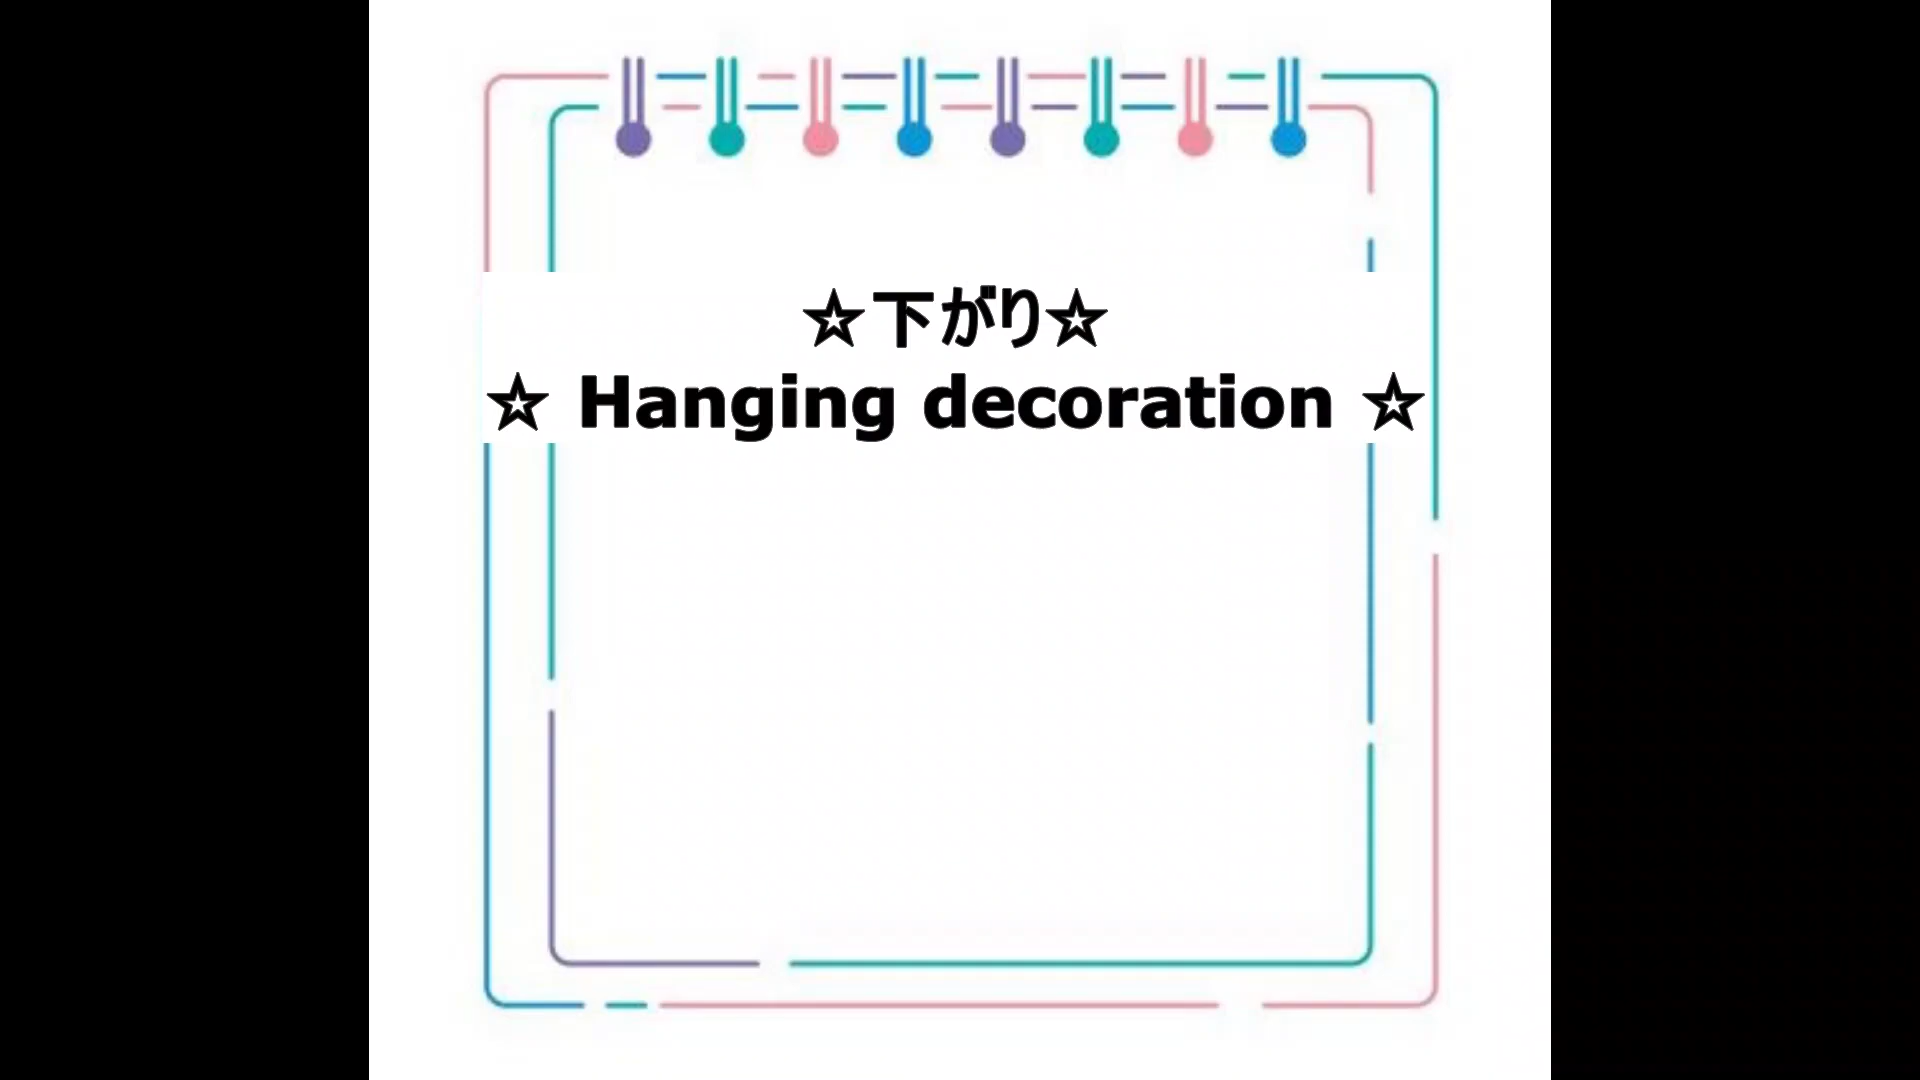 ☆下がり☆
☆ Hanging decoration ☆